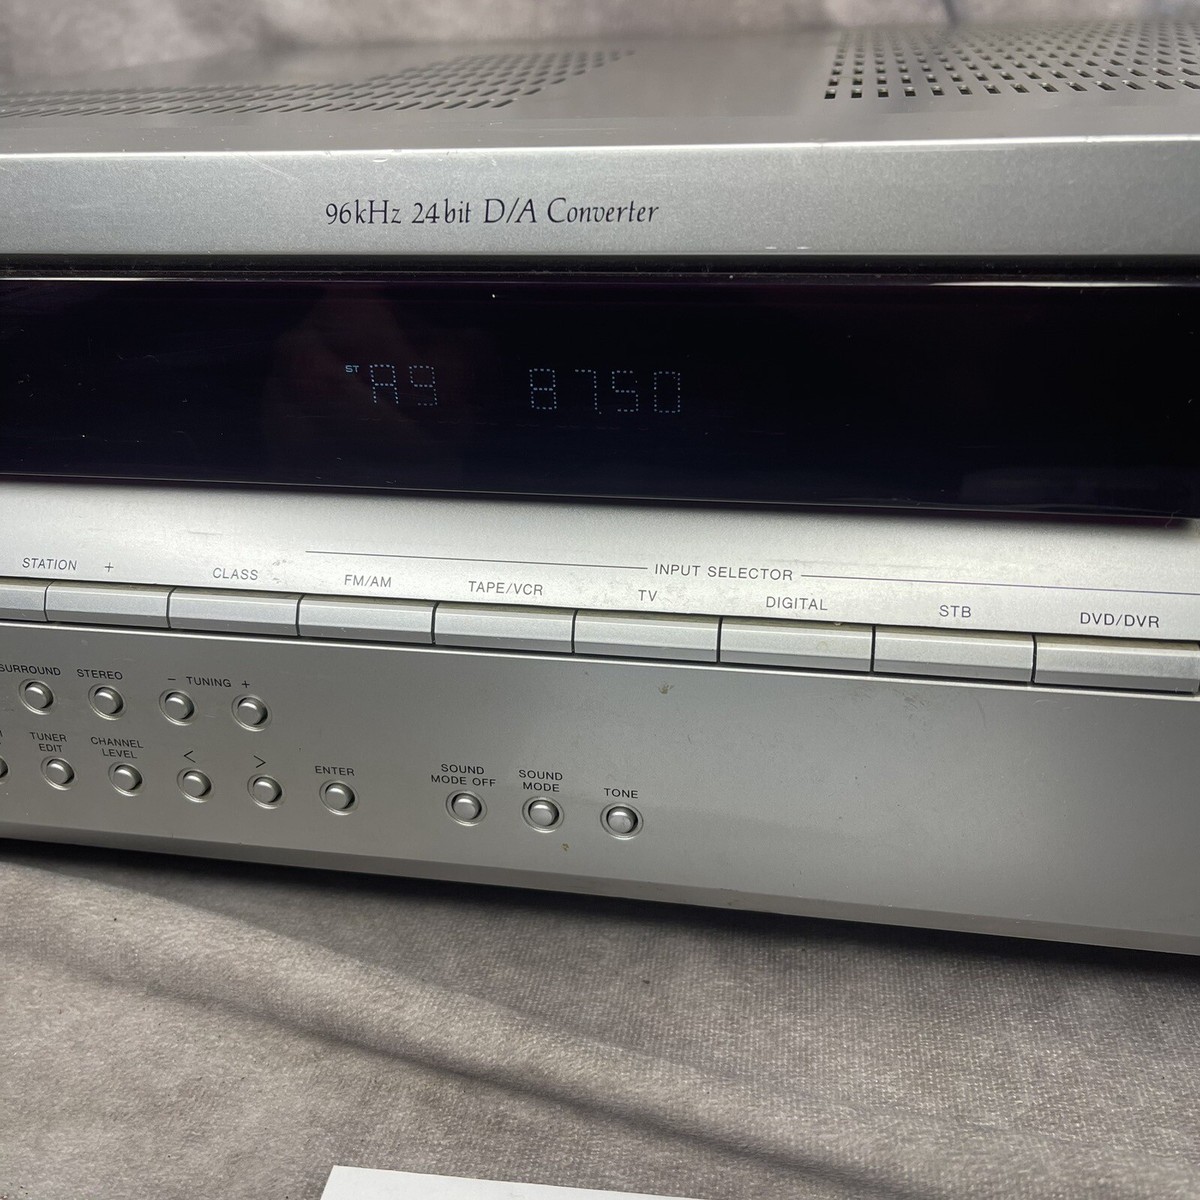 96kHz 24bit D/A Converter
ST A9 87.50
STATION +
CLASS
INPUT SELECTOR
FM/AM
TAPE/VCR
TV
DIGITAL
STB
DVD/DVR
SURROUND
STEREO
– TUNING +
TUNER
EDIT
CHANNEL
LEVEL
<
>
ENTER
SOUND
MODE OFF
SOUND
MODE
TONE